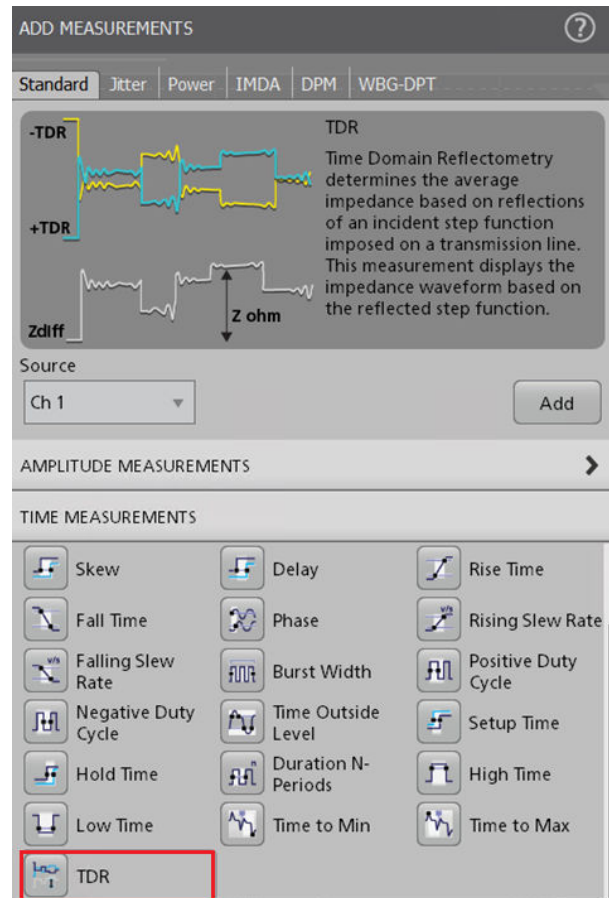 ADD MEASUREMENTS
?
Standard Jitter Power IMDA DPM WBG-DPT
-TDR
+TDR
Zdiff
Z ohm
TDR
Time Domain Reflectometry
determines the average
impedance based on reflections
of an incident step function
imposed on a transmission line.
This measurement displays the
impedance waveform based on
the reflected step function.
Source
Ch 1
Add
AMPLITUDE MEASUREMENTS
TIME MEASUREMENTS
Skew
Delay
Rise Time
Fall Time
Phase
Rising Slew Rate
Falling Slew
Rate
Burst Width
Positive Duty
Cycle
Negative Duty
Cycle
Time Outside
Level
Setup Time
Hold Time
Duration N-
Periods
High Time
Low Time
Time to Min
Time to Max
TDR